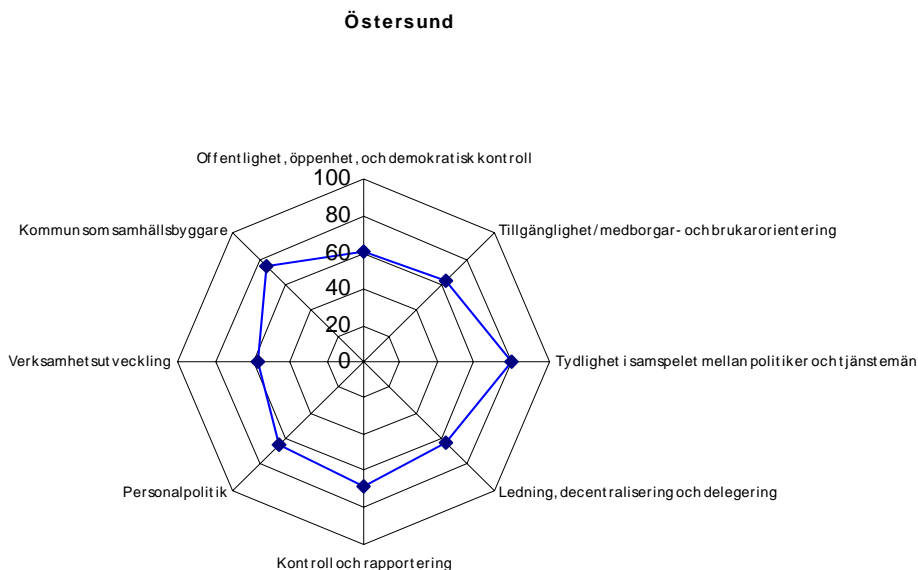 Östersund
Offentlighet, öppenhet, och demokratisk kontroll
100
Kommun som samhällsbyggare
80
Tillgänglighet/medborgar- och brukarorientering
60
40
20
Verksamhetsutveckling
0
Tydlighet i samspelet mellan politiker och tjänstemän
Personalpolitik
Ledning, decentralisering och delegering
Kontroll och rapportering